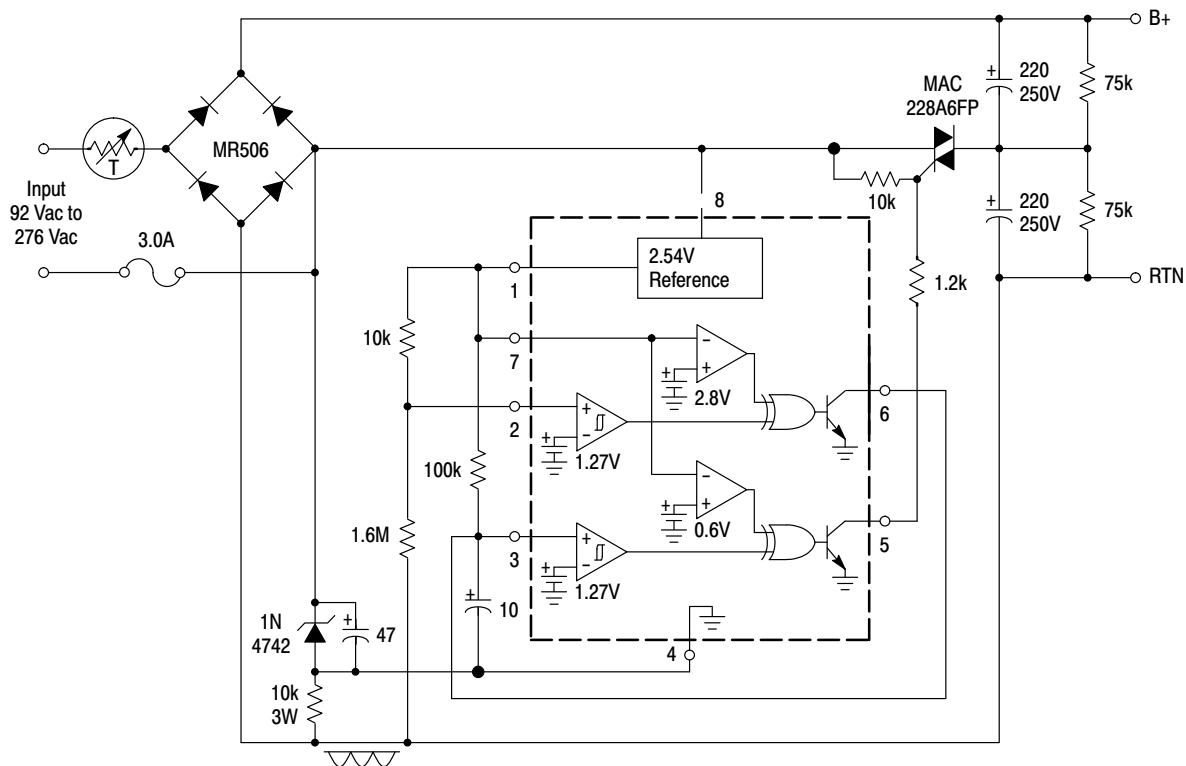 B+
220
250V
75k
MAC
228A6FP
MR506
T
Input
92 Vac to
276 Vac
3.0A
10k
8
220
250V
75k
2.54V
Reference
1
1.2k
RTN
10k
7
2.8V
6
2
1.27V
100k
0.6V
5
1.6M
3
1.27V
10
1N
4742
47
4
10k
3W